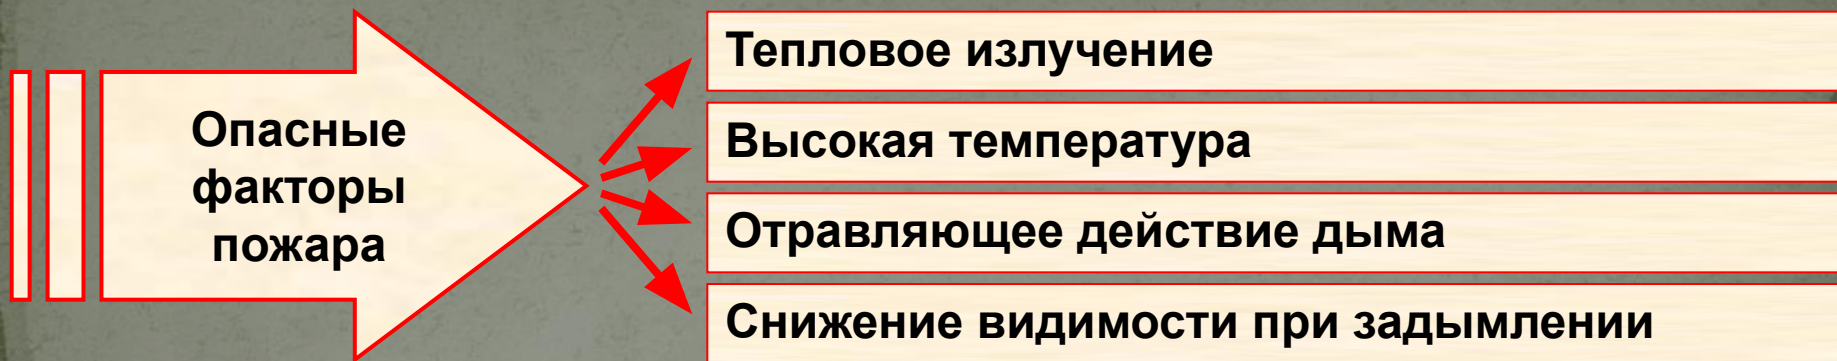 Опасные
факторы
пожара
Тепловое излучение
Высокая температура
Отравляющее действие дыма
Снижение видимости при задымлении